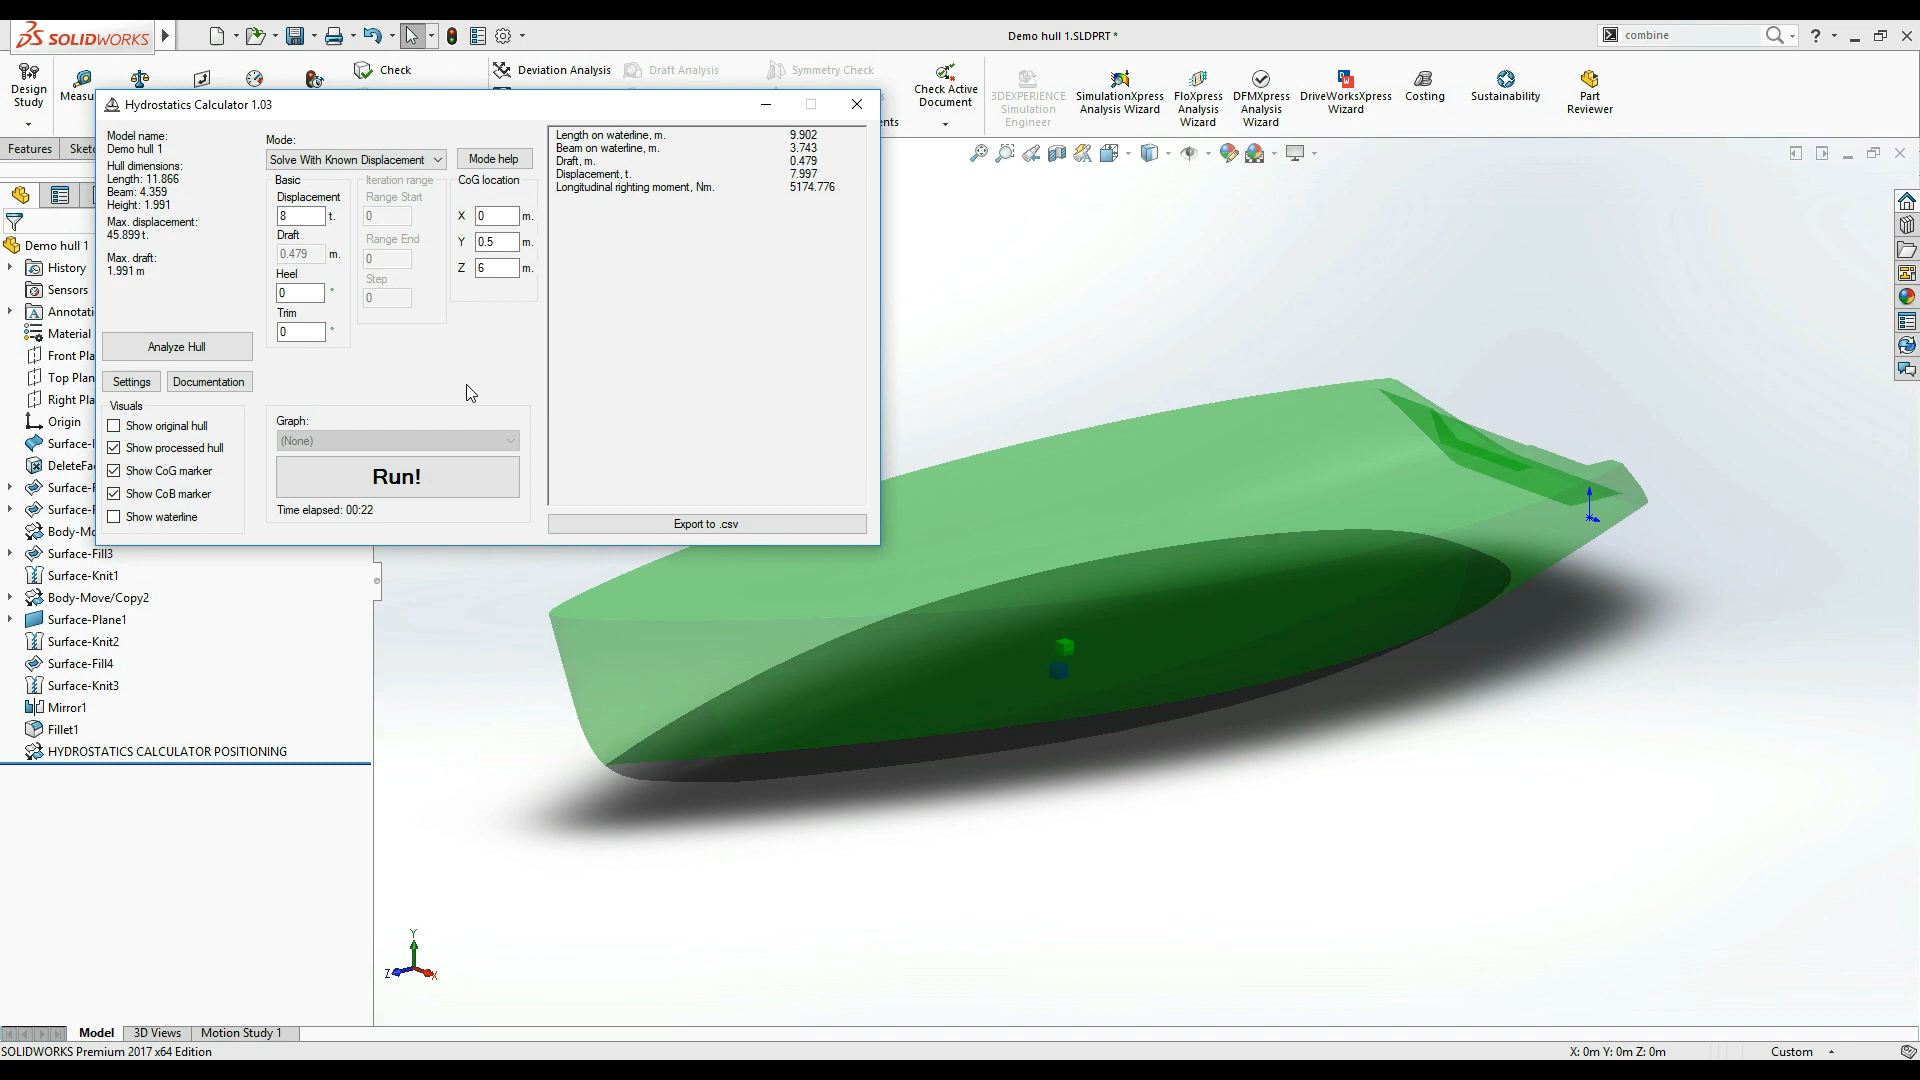 SOLIDWORKS
Demo hull 1.SLDPRT *
combine
?
Design
Study
Measu
Check
Deviation Analysis
Draft Analysis
Symmetry Check
ents
Check Active
Document
3DEXPERIENCE
Simulation
Engineer
SimulationXpress
Analysis Wizard
FloXpress
Analysis
Wizard
DFMXpress
Analysis
Wizard
DriveWorksXpress
Wizard
Costing
Sustainability
Part
Reviewer
Features
Sketc
Hydrostatics Calculator 1.03
Model name:
Demo hull 1
Hull dimensions:
Length: 11.866
Beam: 4.359
Height: 1.991
Max. displacement:
45.899 t.
Max. draft:
1.991 m
Analyze Hull
Settings
Documentation
Visuals
Show original hull
Show processed hull
Show CoG marker
Show CoB marker
Show waterline
Mode:
Solve With Known Displacement
Mode help
Basic
Displacement
8 t.
Draft
0.479 m.
Heel
0 °
Trim
0 °
Iteration range
Range Start
0
Range End
0
Step
0
CoG location
X 0 m.
Y 0.5 m.
Z 6 m.
Graph:
(None)
Run!
Time elapsed: 00:22
Length on waterline, m. 9.902
Beam on waterline, m. 3.743
Draft, m. 0.479
Displacement, t. 7.997
Longitudinal righting moment, Nm. 5174.776
Export to .csv
Demo hull 1
History
Sensors
Annotati
Material
Front Pla
Top Plan
Right Pla
Origin
Surface-I
DeleteFa
Surface-F
Surface-F
Body-Mo
Surface-Fill3
Surface-Knit1
Body-Move/Copy2
Surface-Plane1
Surface-Knit2
Surface-Fill4
Surface-Knit3
Mirror1
Fillet1
HYDROSTATICS CALCULATOR POSITIONING
Y
Z
X
Model
3D Views
Motion Study 1
SOLIDWORKS Premium 2017 x64 Edition
X: 0m Y: 0m Z: 0m
Custom